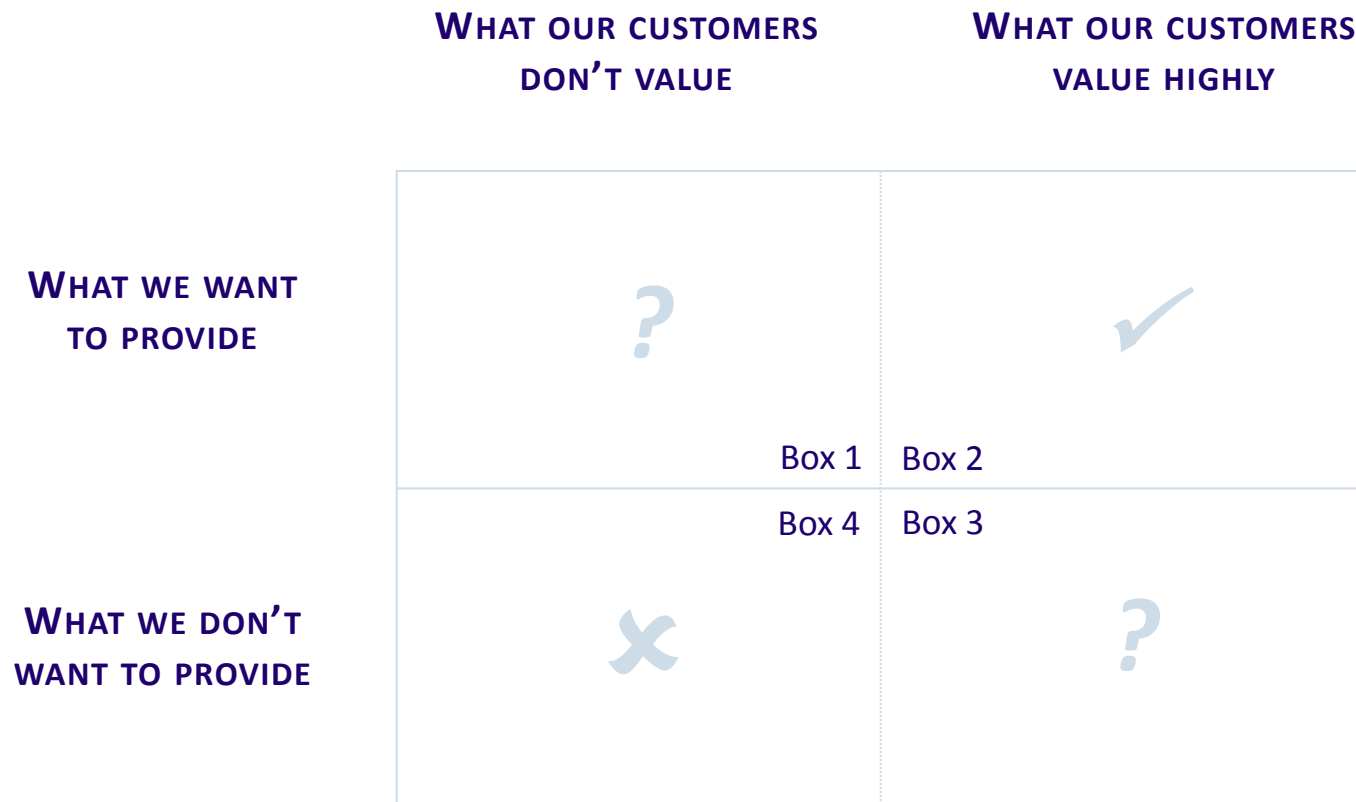 WHAT OUR CUSTOMERS
DON'T VALUE
WHAT OUR CUSTOMERS
VALUE HIGHLY
WHAT WE WANT
TO PROVIDE
?
✓
Box 1
Box 2
Box 4
Box 3
WHAT WE DON'T
WANT TO PROVIDE
✘
?